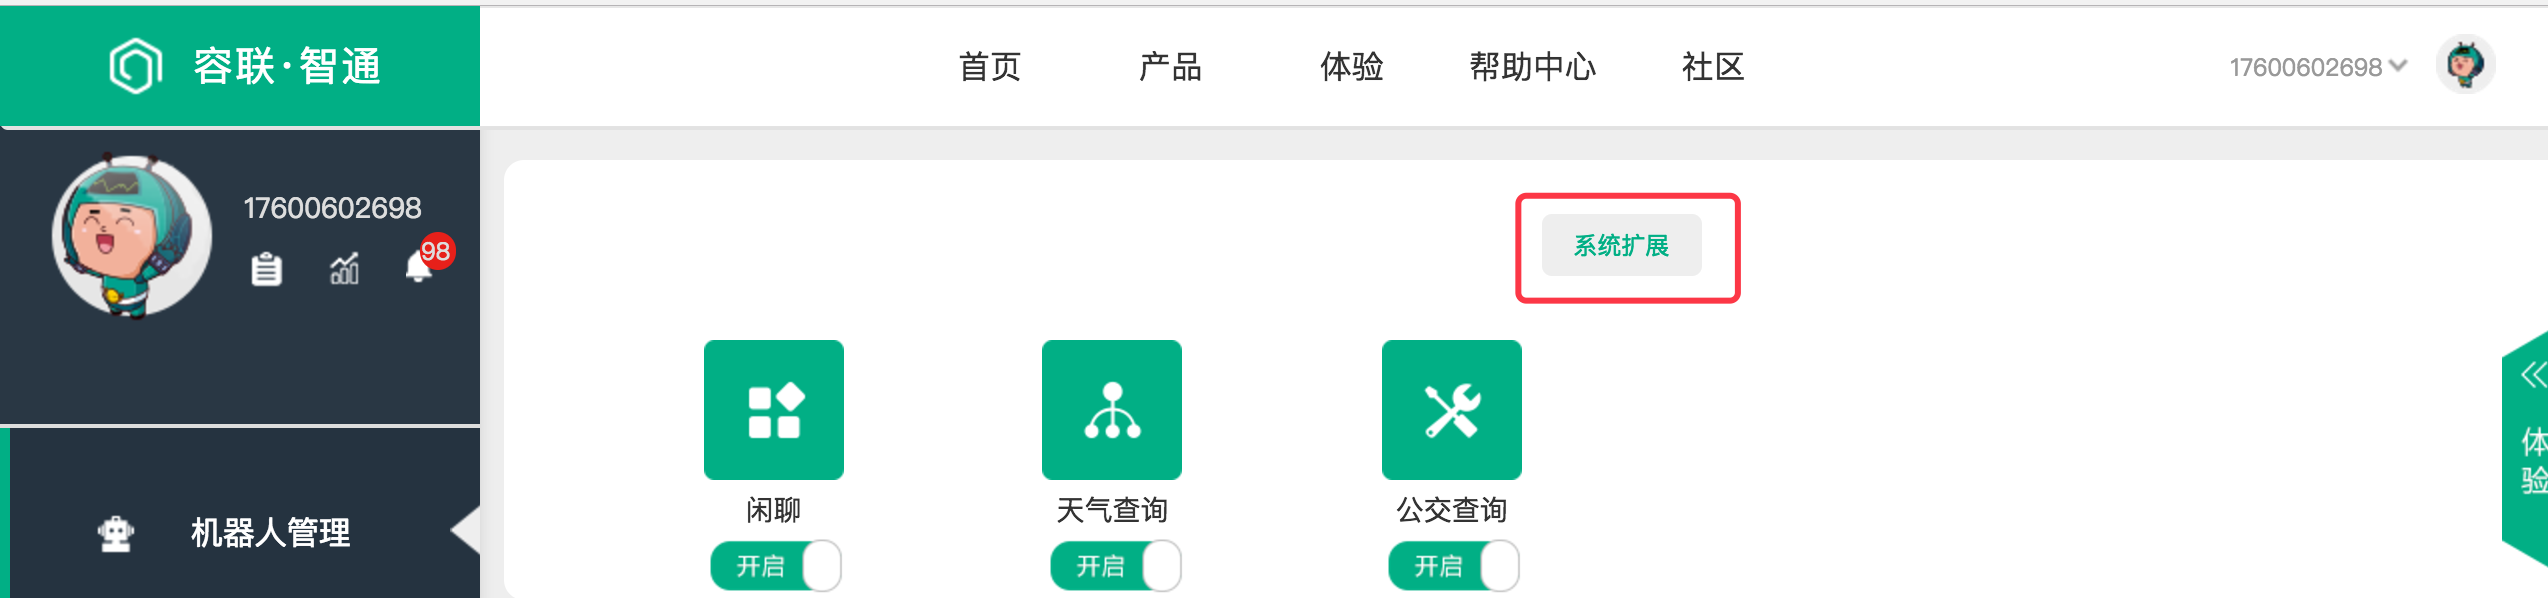 容联·智通
首页 产品 体验 帮助中心 社区
17600602698
17600602698
98
系统扩展
闲聊 天气查询 公交查询
开启 开启 开启
机器人管理
体
验